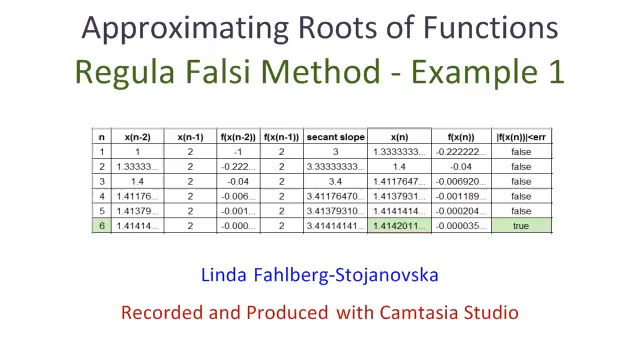 Approximating Roots of Functions
Regula Falsi Method - Example 1
n x(n-2) x(n-1) f(x(n-2)) f(x(n-1)) secant slope x(n) f(x(n)) |f(x(n))|<err
1 1 2 -1 2 3 1.3333333... -0.222222... false
2 1.33333... 2 -0.222... 2 3.33333333... 1.4 -0.04 false
3 1.4 2 -0.04 2 3.4 1.4117647... -0.006920... false
4 1.41176... 2 -0.006... 2 3.41176470... 1.4137931... -0.001189... false
5 1.41379... 2 -0.001... 2 3.41379310... 1.4141414... -0.000204... false
6 1.41414... 2 -0.000... 2 3.41414141... 1.4142011... -0.000035... true
Linda Fahlberg-Stojanovska
Recorded and Produced with Camtasia Studio